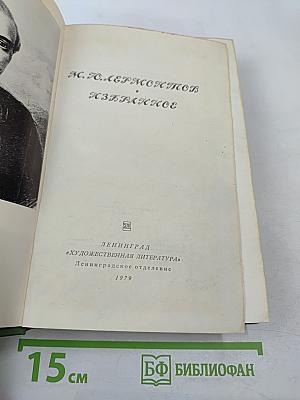 М. Ю. ЛЕРМОНТОВ
•
ИЗБРАННОЕ
ЛЕНИНГРАД
«ХУДОЖЕСТВЕННАЯ ЛИТЕРАТУРА»
Ленинградское отделение
1979
15 см
БФ БИБЛИОФАН